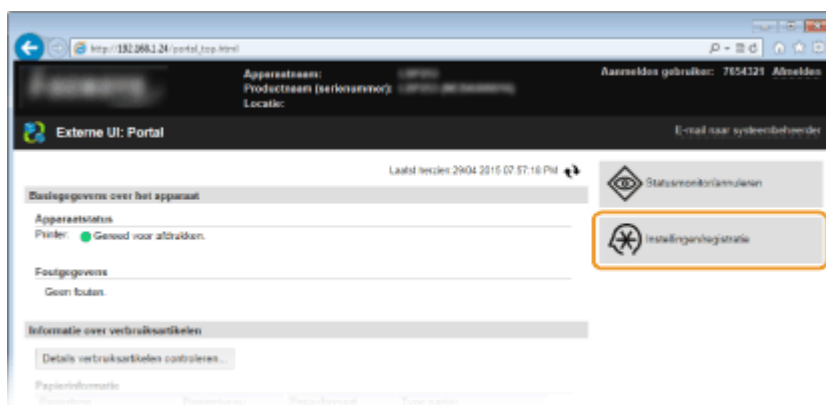 http://192.168.1.24/portal_top.html
Apparaatnaam:
Productnaam (serienummer):
Locatie:
Aanmelden gebruiker: 7654321 Afmelden
Externe UI: Portal
E-mail naar systeembeheerder
Laatst herzien:29/04 2015 07:57:18 PM
Basisgegevens over het apparaat
Apparaatstatus
Printer: Gereed voor afdrukken.
Foutgegevens
Geen fouten.
Informatie over verbruiksartikelen
Details verbruiksartikelen controleren...
Papierinformatie
Statusmonitor/annuleren
Instellingen/registratie